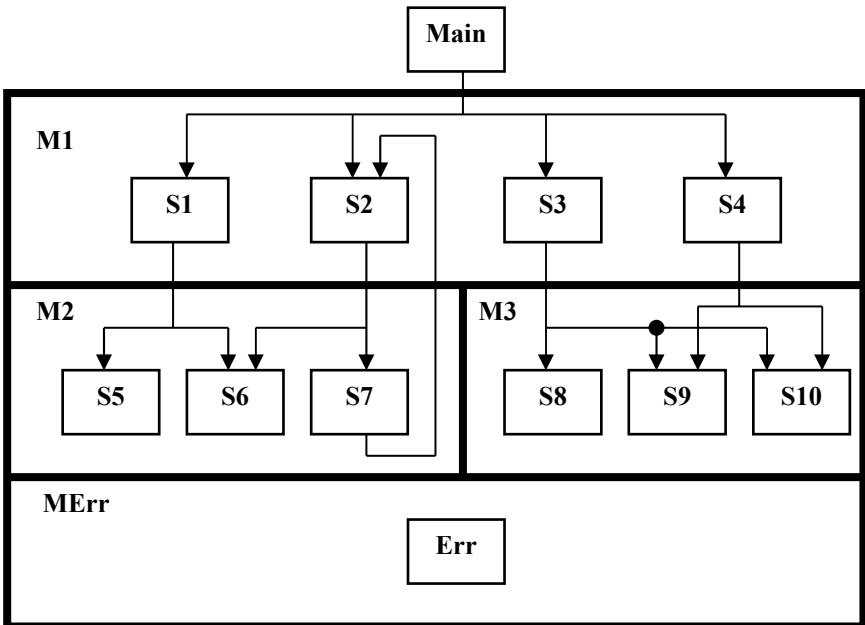 Main
M1
S1 S2 S3 S4
M2 M3
S5 S6 S7 S8 S9 S10
MErr
Err